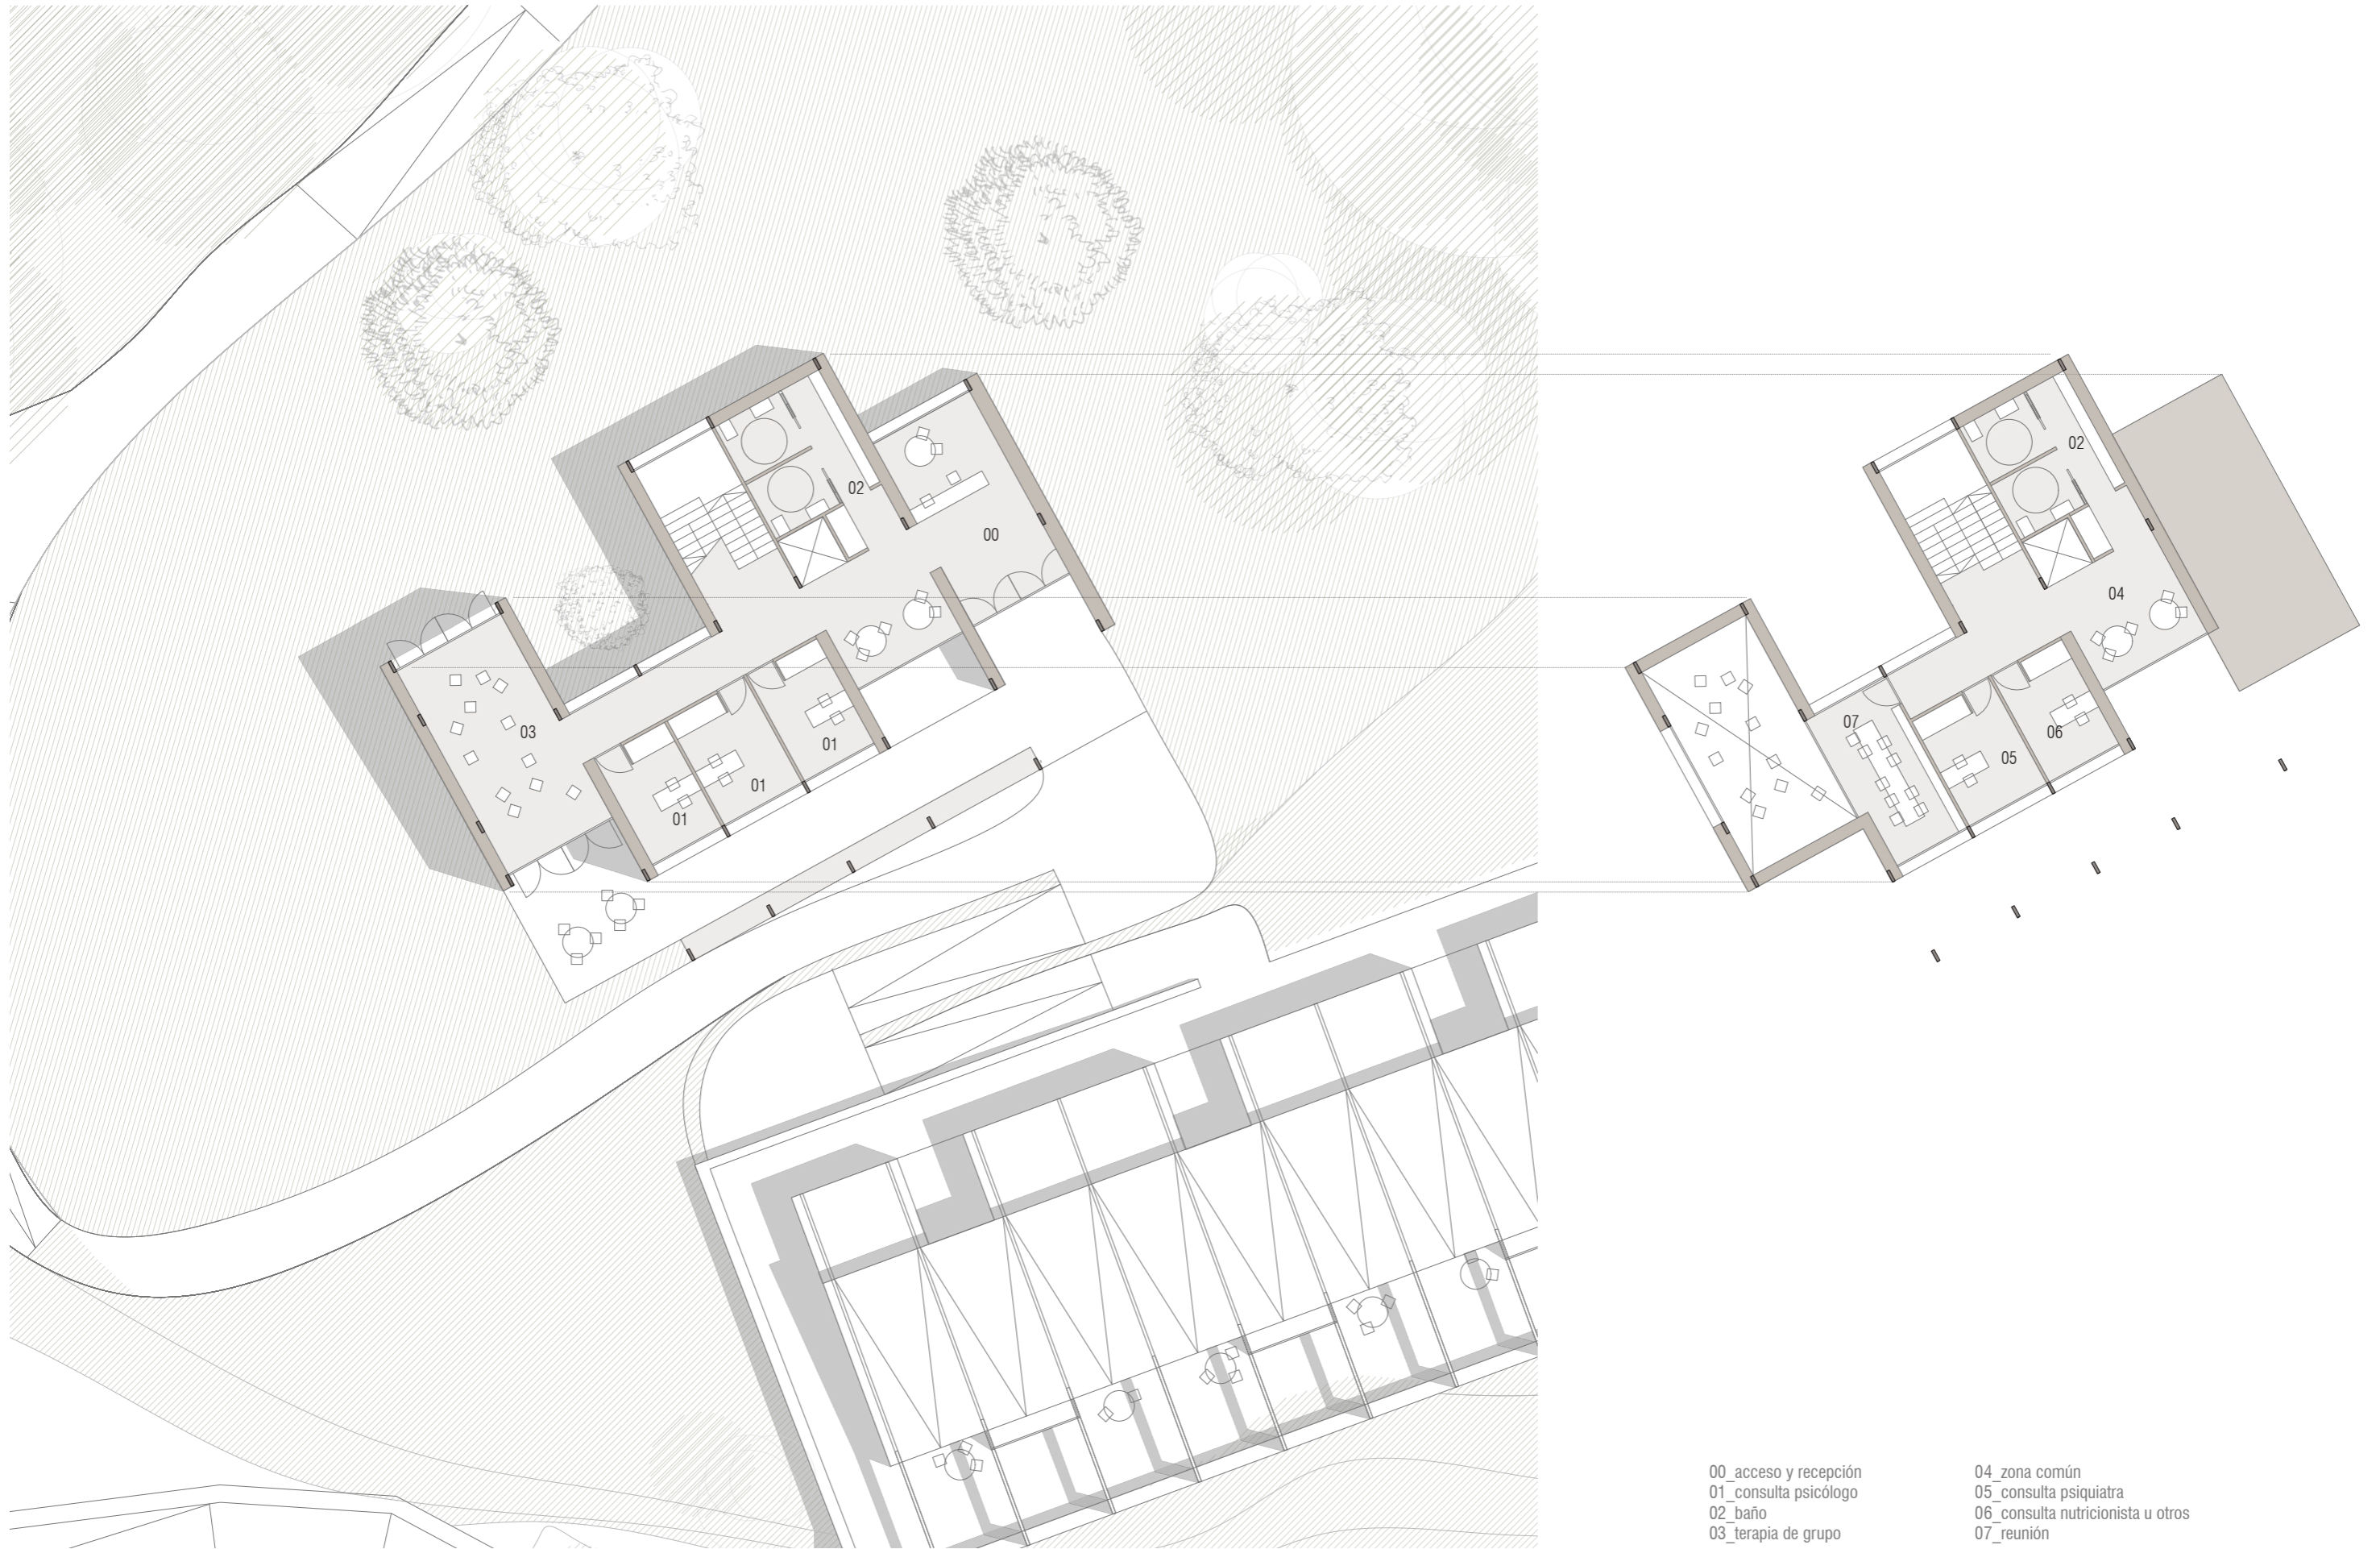 02
00
03
01
01
01
02
04
07
06
05
00_acceso y recepción
01_consulta psicólogo
02_baño
03_terapia de grupo
04_zona común
05_consulta psiquiatra
06_consulta nutricionista u otros
07_reunión